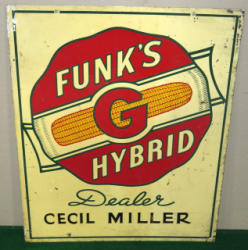 FUNK'S
G
HYBRID
Dealer
CECIL MILLER